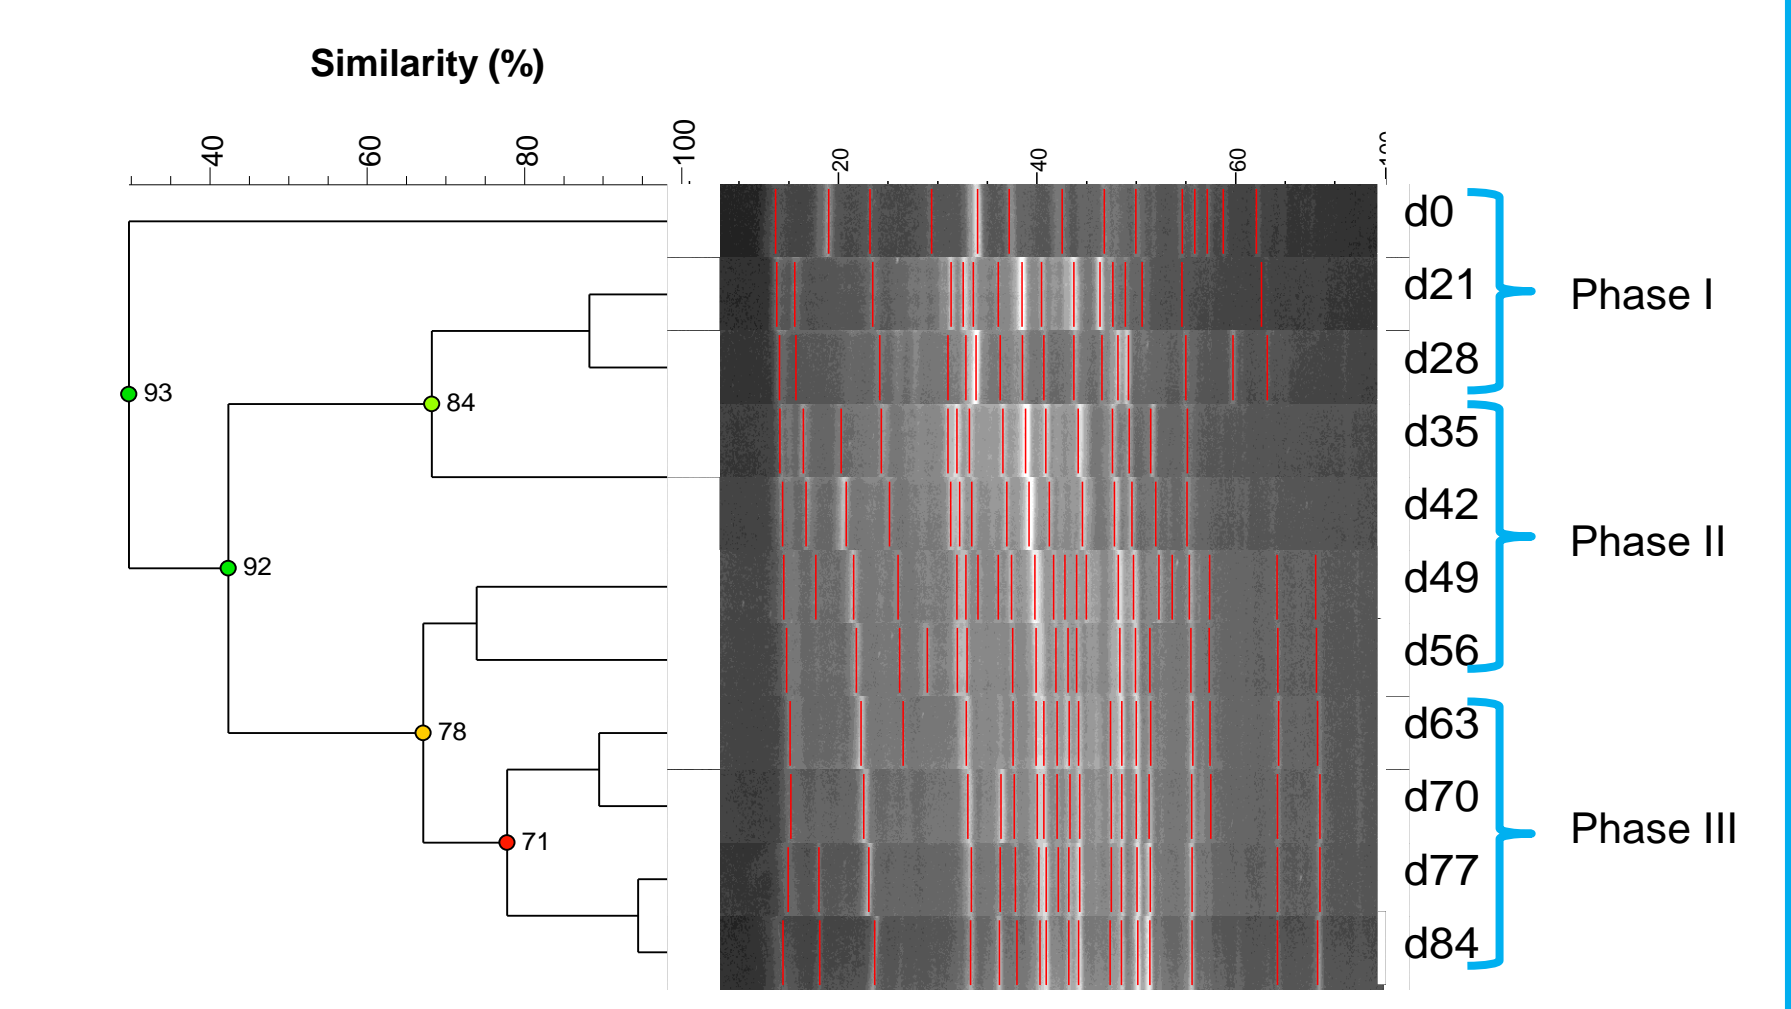 Similarity (%)
40 60 80 100
20 40 60 100
d0
d21
d28
d35
d42
d49
d56
d63
d70
d77
d84
Phase I
Phase II
Phase III
93
84
92
78
71